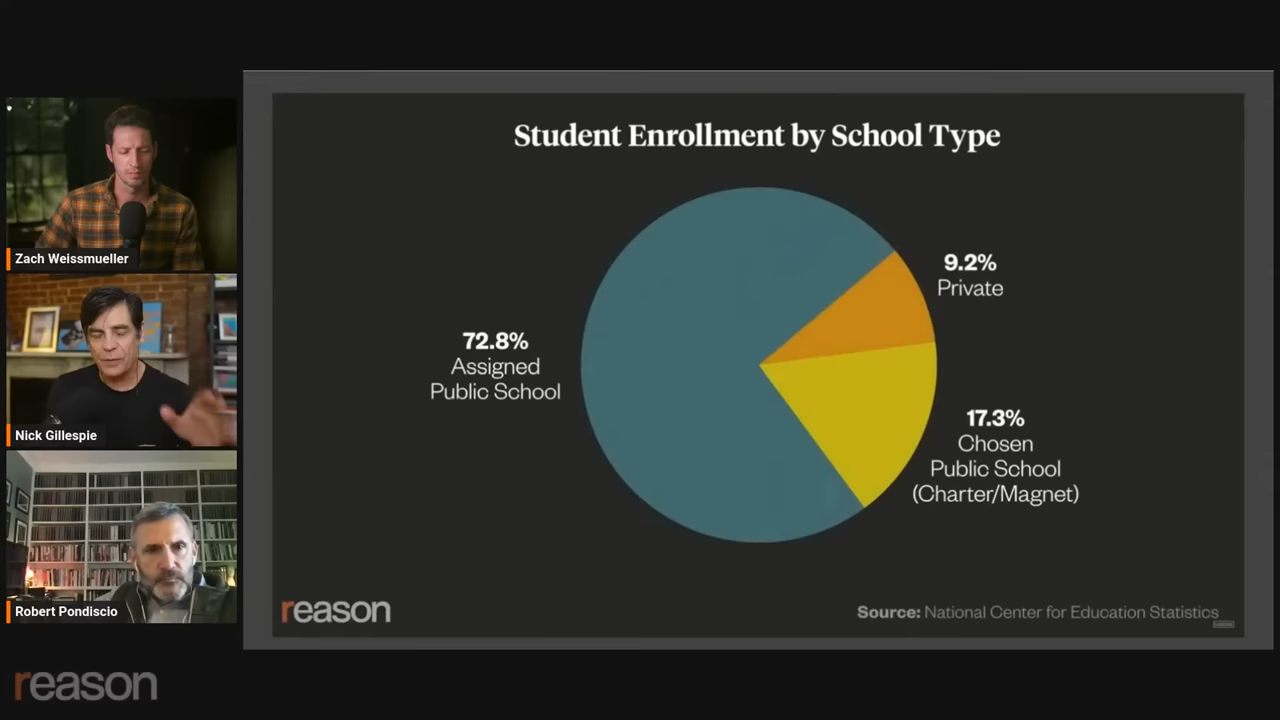 Zach Weissmueller
Nick Gillespie
Robert Pondiscio
Student Enrollment by School Type
72.8%
Assigned
Public School
9.2%
Private
17.3%
Chosen
Public School
(Charter/Magnet)
reason
Source: National Center for Education Statistics
reason